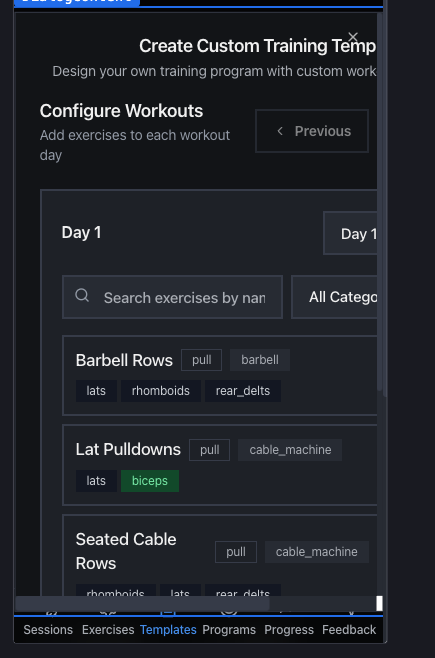 Create Custom Training Temp
Design your own training program with custom work
Configure Workouts
Add exercises to each workout
day
Previous
Day 1
Day 1
Search exercises by nan
All Catego
Barbell Rows pull barbell
lats rhomboids rear_delts
Lat Pulldowns pull cable_machine
lats biceps
Seated Cable
Rows
pull cable_machine
rhomboids lats rear_delts
Sessions Exercises Templates Programs Progress Feedback